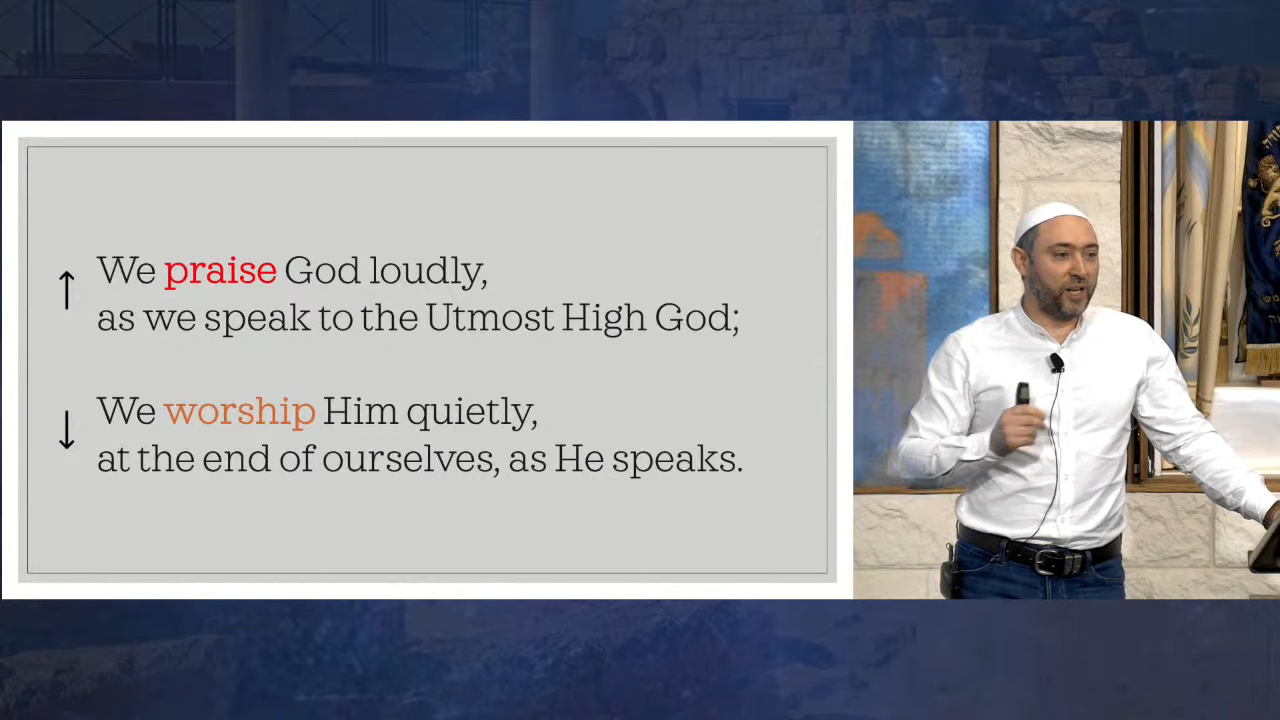 ↑ We praise God loudly,
as we speak to the Utmost High God;
↓ We worship Him quietly,
at the end of ourselves, as He speaks.